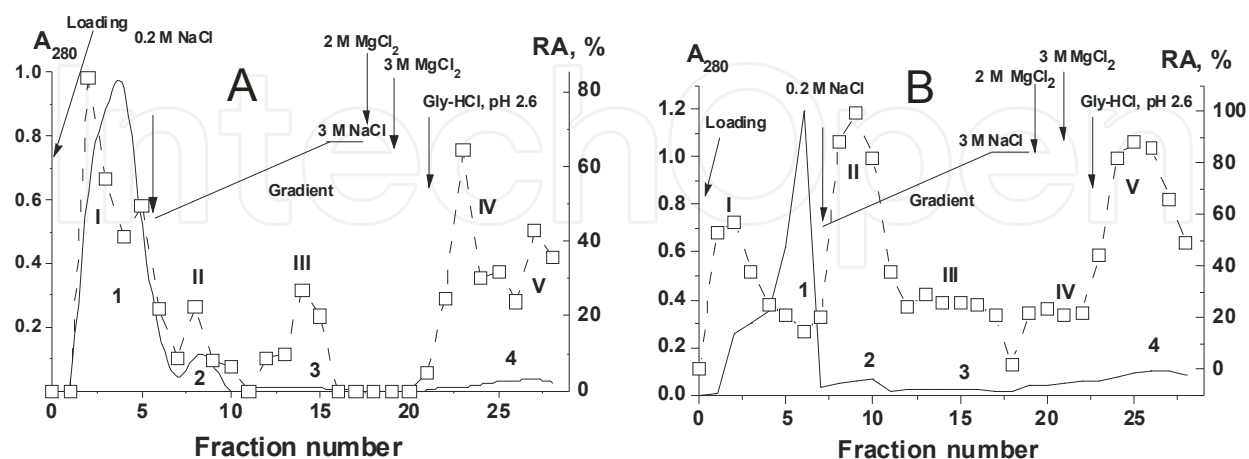 Loading
0.2 M NaCl
2 M MgCl2
3 M MgCl2
Gly-HCl, pH 2.6
3 M NaCl
Gradient
A
A280
RA, %
1.0
0.8
0.6
0.4
0.2
80
60
40
20
0
I
II
III
IV
V
1
2
3
4
0 5 10 15 20 25
Fraction number
3 M MgCl2
2 M MgCl2
0.2 M NaCl
Gly-HCl, pH 2.6
Loading
3 M NaCl
Gradient
B
A280
RA, %
1.2
1.0
0.8
0.6
0.4
0.2
0.0
100
80
60
40
20
0
I
II
III
IV
V
1
2
3
4
0 5 10 15 20 25
Fraction number
IntechOpen